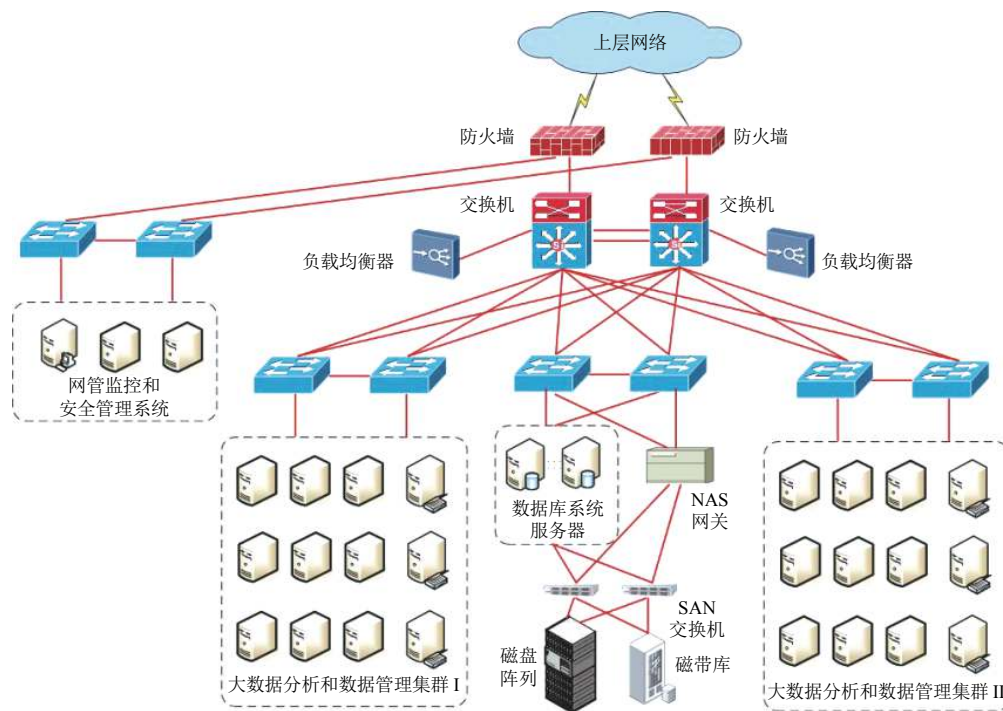 上层网络
防火墙
防火墙
交换机
交换机
负载均衡器
负载均衡器
Si
Si
网管监控和
安全管理系统
数据库系统
服务器
NAS
网关
SAN
交换机
磁盘
阵列
磁带库
大数据分析和数据管理集群 I
大数据分析和数据管理集群 II